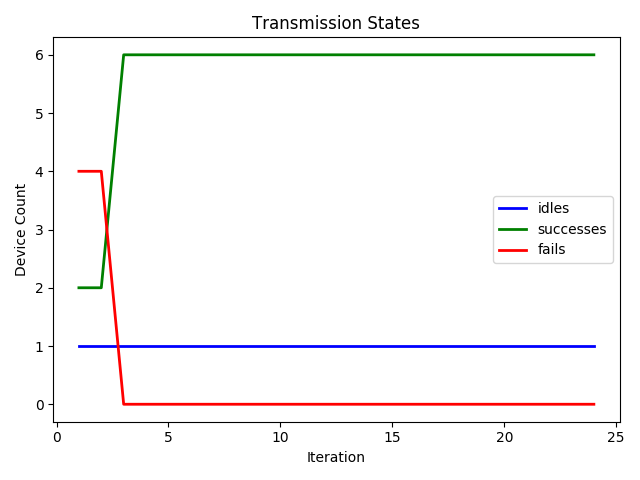 Transmission States
Device Count
6
5
4
3
2
1
0
idles
successes
fails
0 5 10 15 20 25
Iteration